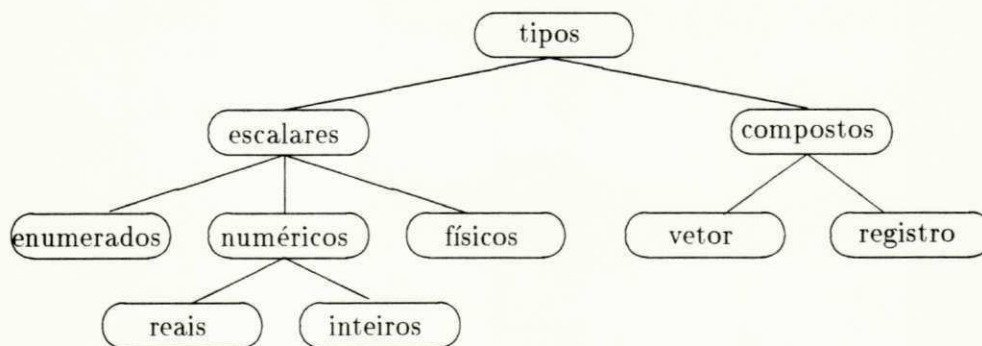 tipos
escalares
compostos
enumerados
numéricos
físicos
vetor
registro
reais
inteiros